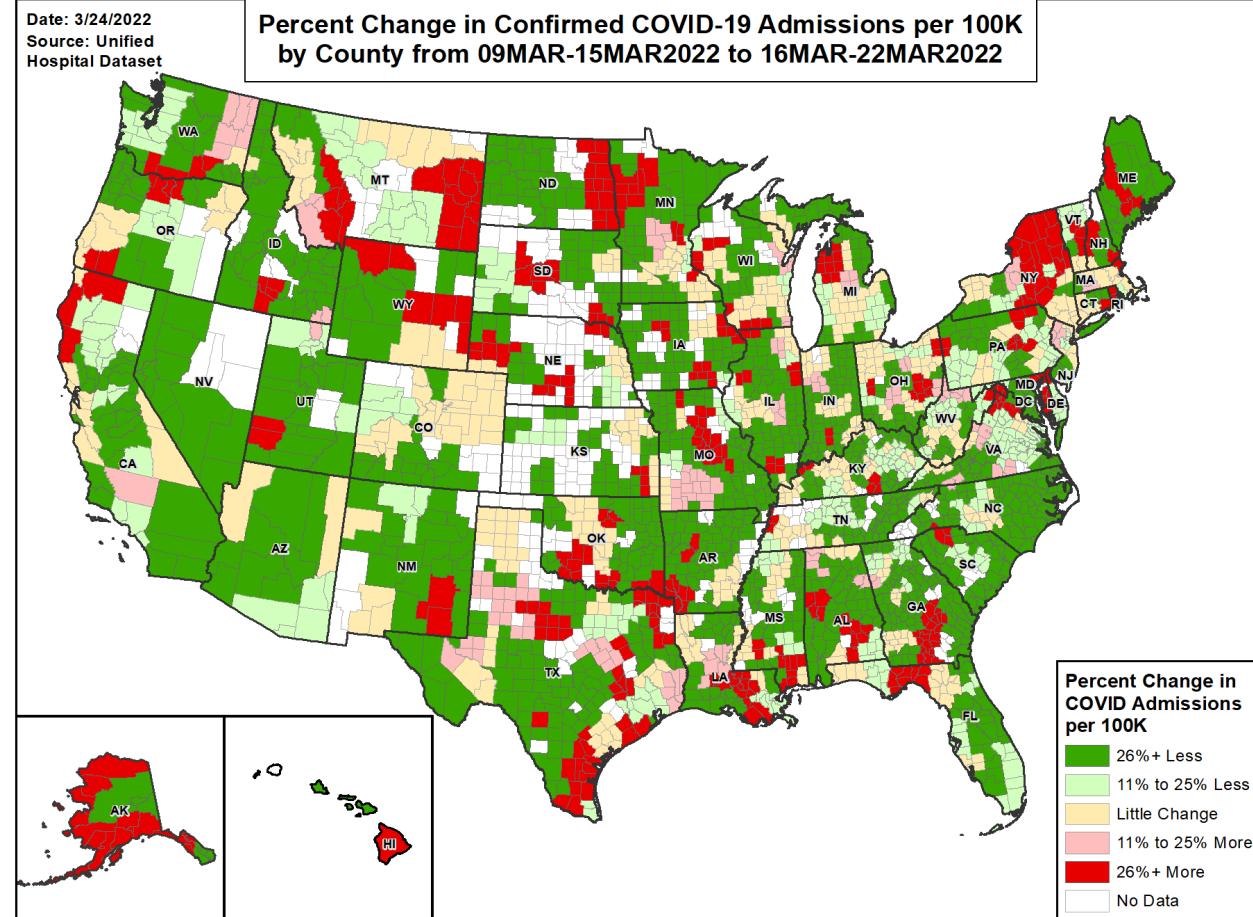 Date: 3/24/2022
Source: Unified
Hospital Dataset
Percent Change in Confirmed COVID-19 Admissions per 100K
by County from 09MAR-15MAR2022 to 16MAR-22MAR2022
WA
MT
ND
MN
ME
VT
NH
OR
ID
SD
WI
NY
MA
MI
CT
RI
WY
IA
PA
NE
NJ
NV
OH
MD
DC
DE
UT
IL
IN
WV
CO
VA
CA
KS
MO
KY
NC
TN
AZ
OK
NM
AR
SC
MS
AL
GA
TX
LA
FL
AK
HI
Percent Change in
COVID Admissions
per 100K
26%+ Less
11% to 25% Less
Little Change
11% to 25% More
26%+ More
No Data